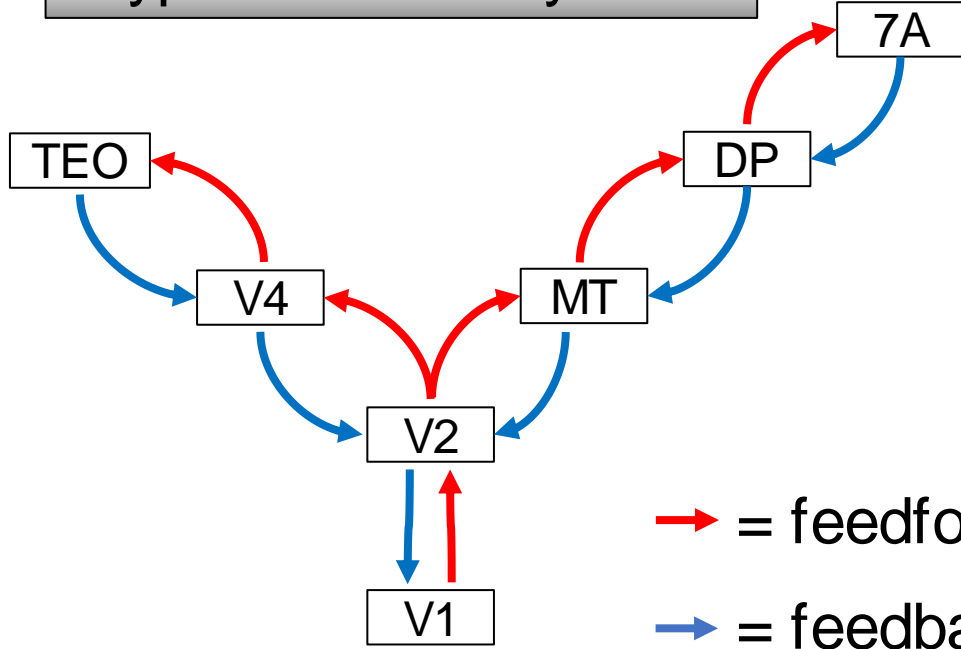 7A
TEO
DP
V4
MT
V2
= feedfo
V1
= feedba